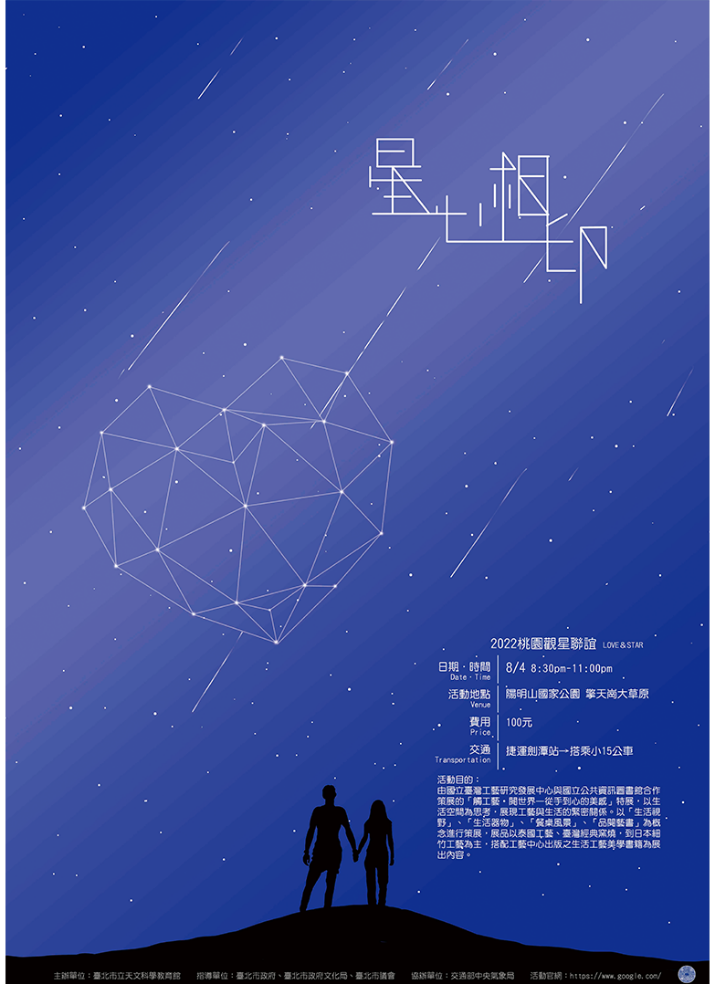 星心相印
2022桃園觀星聯誼 LOVE&STAR
日期・時間 8/4 8:30pm-11:00pm
Date・Time
活動地點 陽明山國家公園 擎天崗大草原
Venue
費用 100元
Price
交通 捷運劍潭站→搭乘小15公車
Transportation
活動目的：
由國立臺灣工藝研究發展中心與國立公共資訊圖書館合作
策展的「觸工藝・閱世界—從手到心的美感」特展，以生
活空間為思考，展現工藝與生活的緊密關係。以「生活視
野」、「生活器物」、「餐桌風景」、「品閱藝書」為概
念進行策展，展品以泰國工藝、臺灣經典窯燒，到日本細
竹工藝為主，搭配工藝中心出版之生活工藝美學書籍為展
出內容。
主辦單位：臺北市立天文科學教育館 指導單位：臺北市政府、臺北市政府文化局、臺北市議會 協辦單位：交通部中央氣象局 活動官網：https://www.google.com/